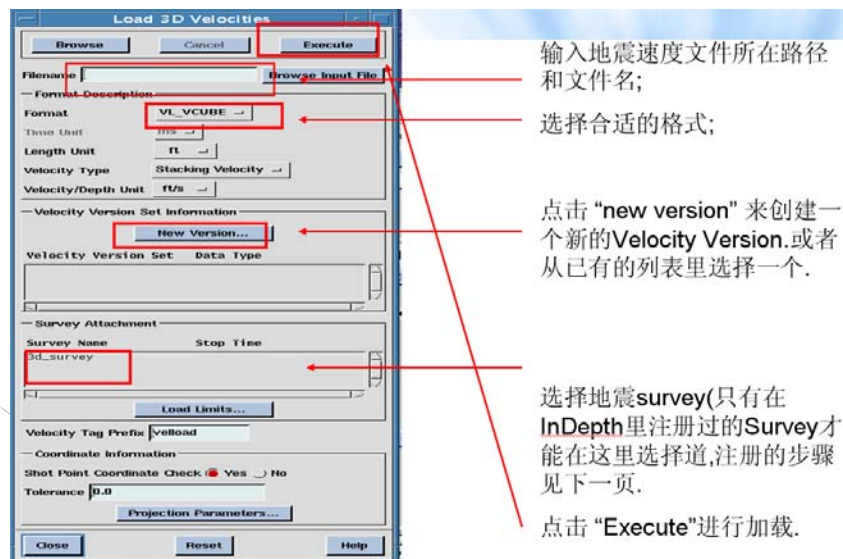 Load 3D Velocities
Browse Cancel Execute
Filename Browse Input File
Format Description
Format VL_VCUBE
Time Unit ms
Length Unit ft
Velocity Type Stacking Velocity
Velocity/Depth Unit ft/s
Velocity Version Set Information
New Version...
Velocity Version Set Data Type
Survey Attachment
Survey Name Stop Time
3d_survey
Load Limits...
Velocity Tag Prefix velload
Coordinate Information
Shot Point Coordinate Check Yes No
Tolerance 0.0
Projection Parameters...
Close Reset Help
输入地震速度文件所在路径
和文件名;
选择合适的格式;
点击 “new version” 来创建一
个新的Velocity Version.或者
从已有的列表里选择一个.
选择地震survey(只有在
InDepth里注册过的Survey才
能在这里选择道,注册的步骤
见下一页.
点击 “Execute”进行加载.